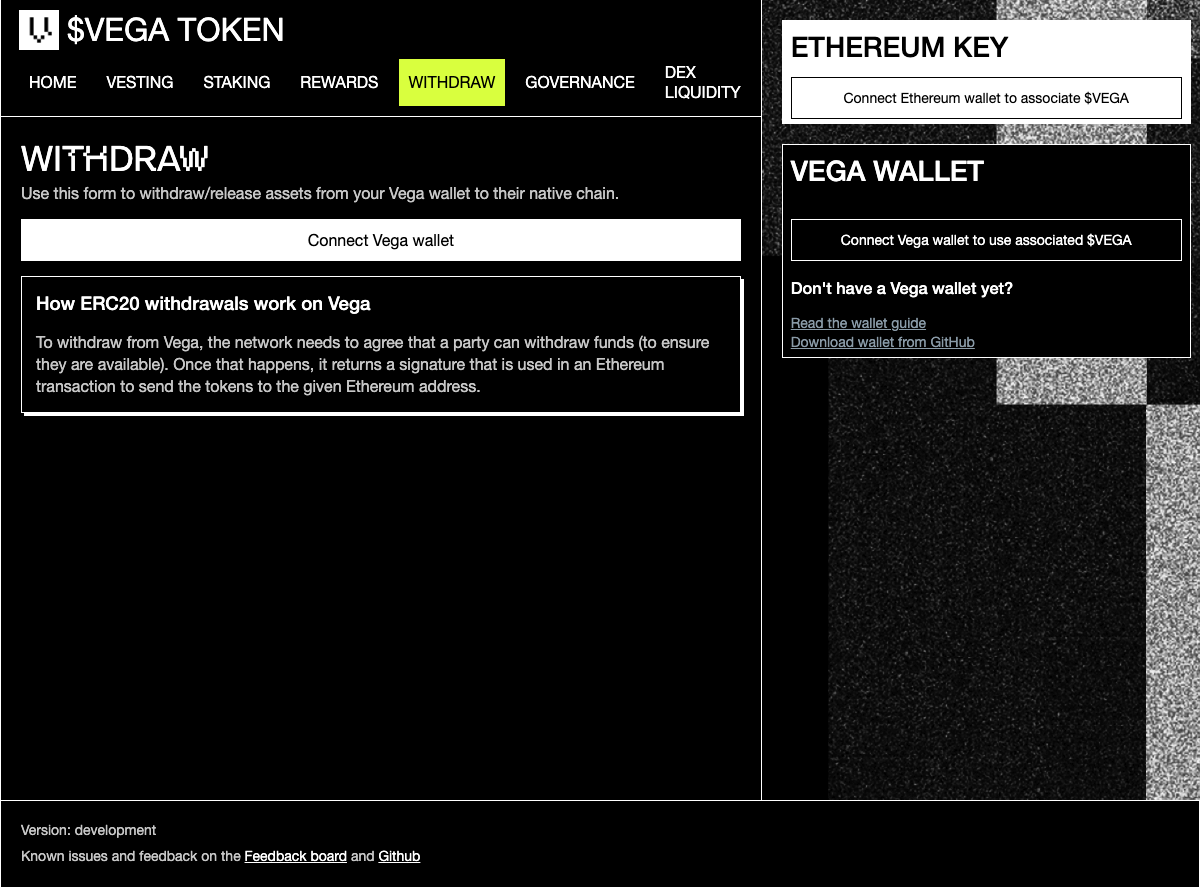 $VEGA TOKEN
HOME
VESTING
STAKING
REWARDS
WITHDRAW
GOVERNANCE
DEX
LIQUIDITY
WITHDRAW
Use this form to withdraw/release assets from your Vega wallet to their native chain.
Connect Vega wallet
How ERC20 withdrawals work on Vega
To withdraw from Vega, the network needs to agree that a party can withdraw funds (to ensure
they are available). Once that happens, it returns a signature that is used in an Ethereum
transaction to send the tokens to the given Ethereum address.
ETHEREUM KEY
Connect Ethereum wallet to associate $VEGA
VEGA WALLET
Connect Vega wallet to use associated $VEGA
Don't have a Vega wallet yet?
Read the wallet guide
Download wallet from GitHub
Version: development
Known issues and feedback on the Feedback board and Github